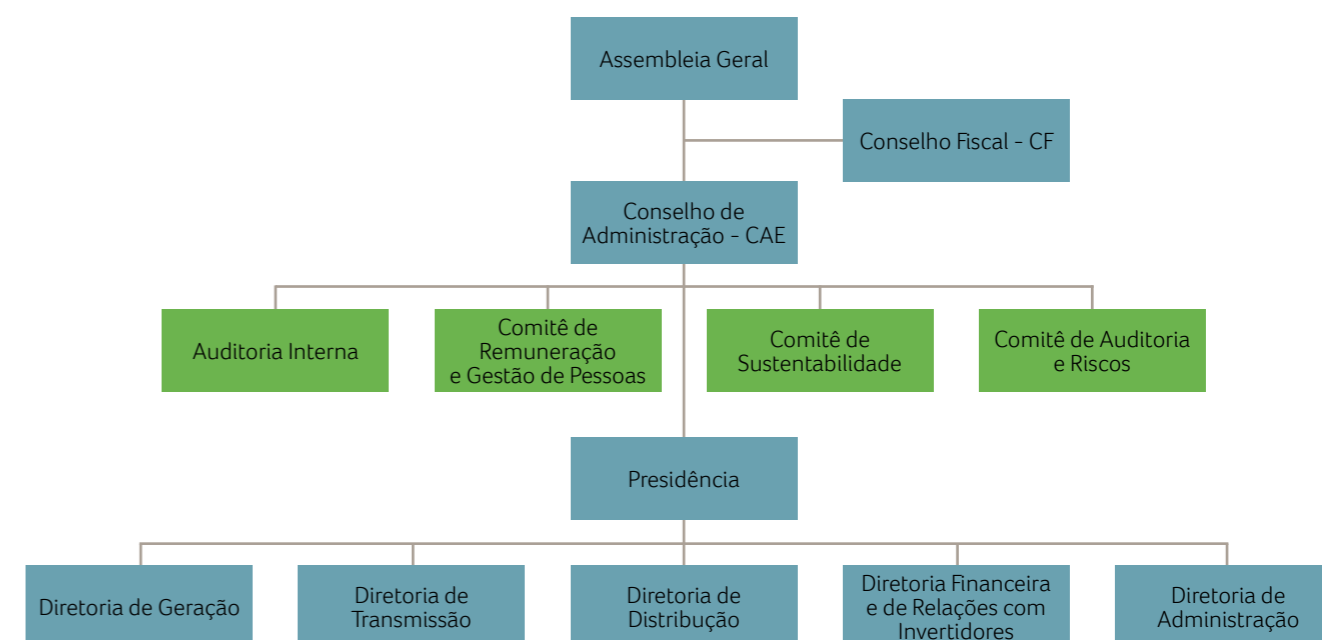 Assembleia Geral
Conselho Fiscal - CF
Conselho de
Administração - CAE
Auditoria Interna
Comitê de
Remuneração
e Gestão de Pessoas
Comitê de
Sustentabilidade
Comitê de Auditoria
e Riscos
Presidência
Diretoria de Geração
Diretoria de
Transmissão
Diretoria de
Distribução
Diretoria Financeira
e de Relações com
Invertidores
Diretoria de
Administração